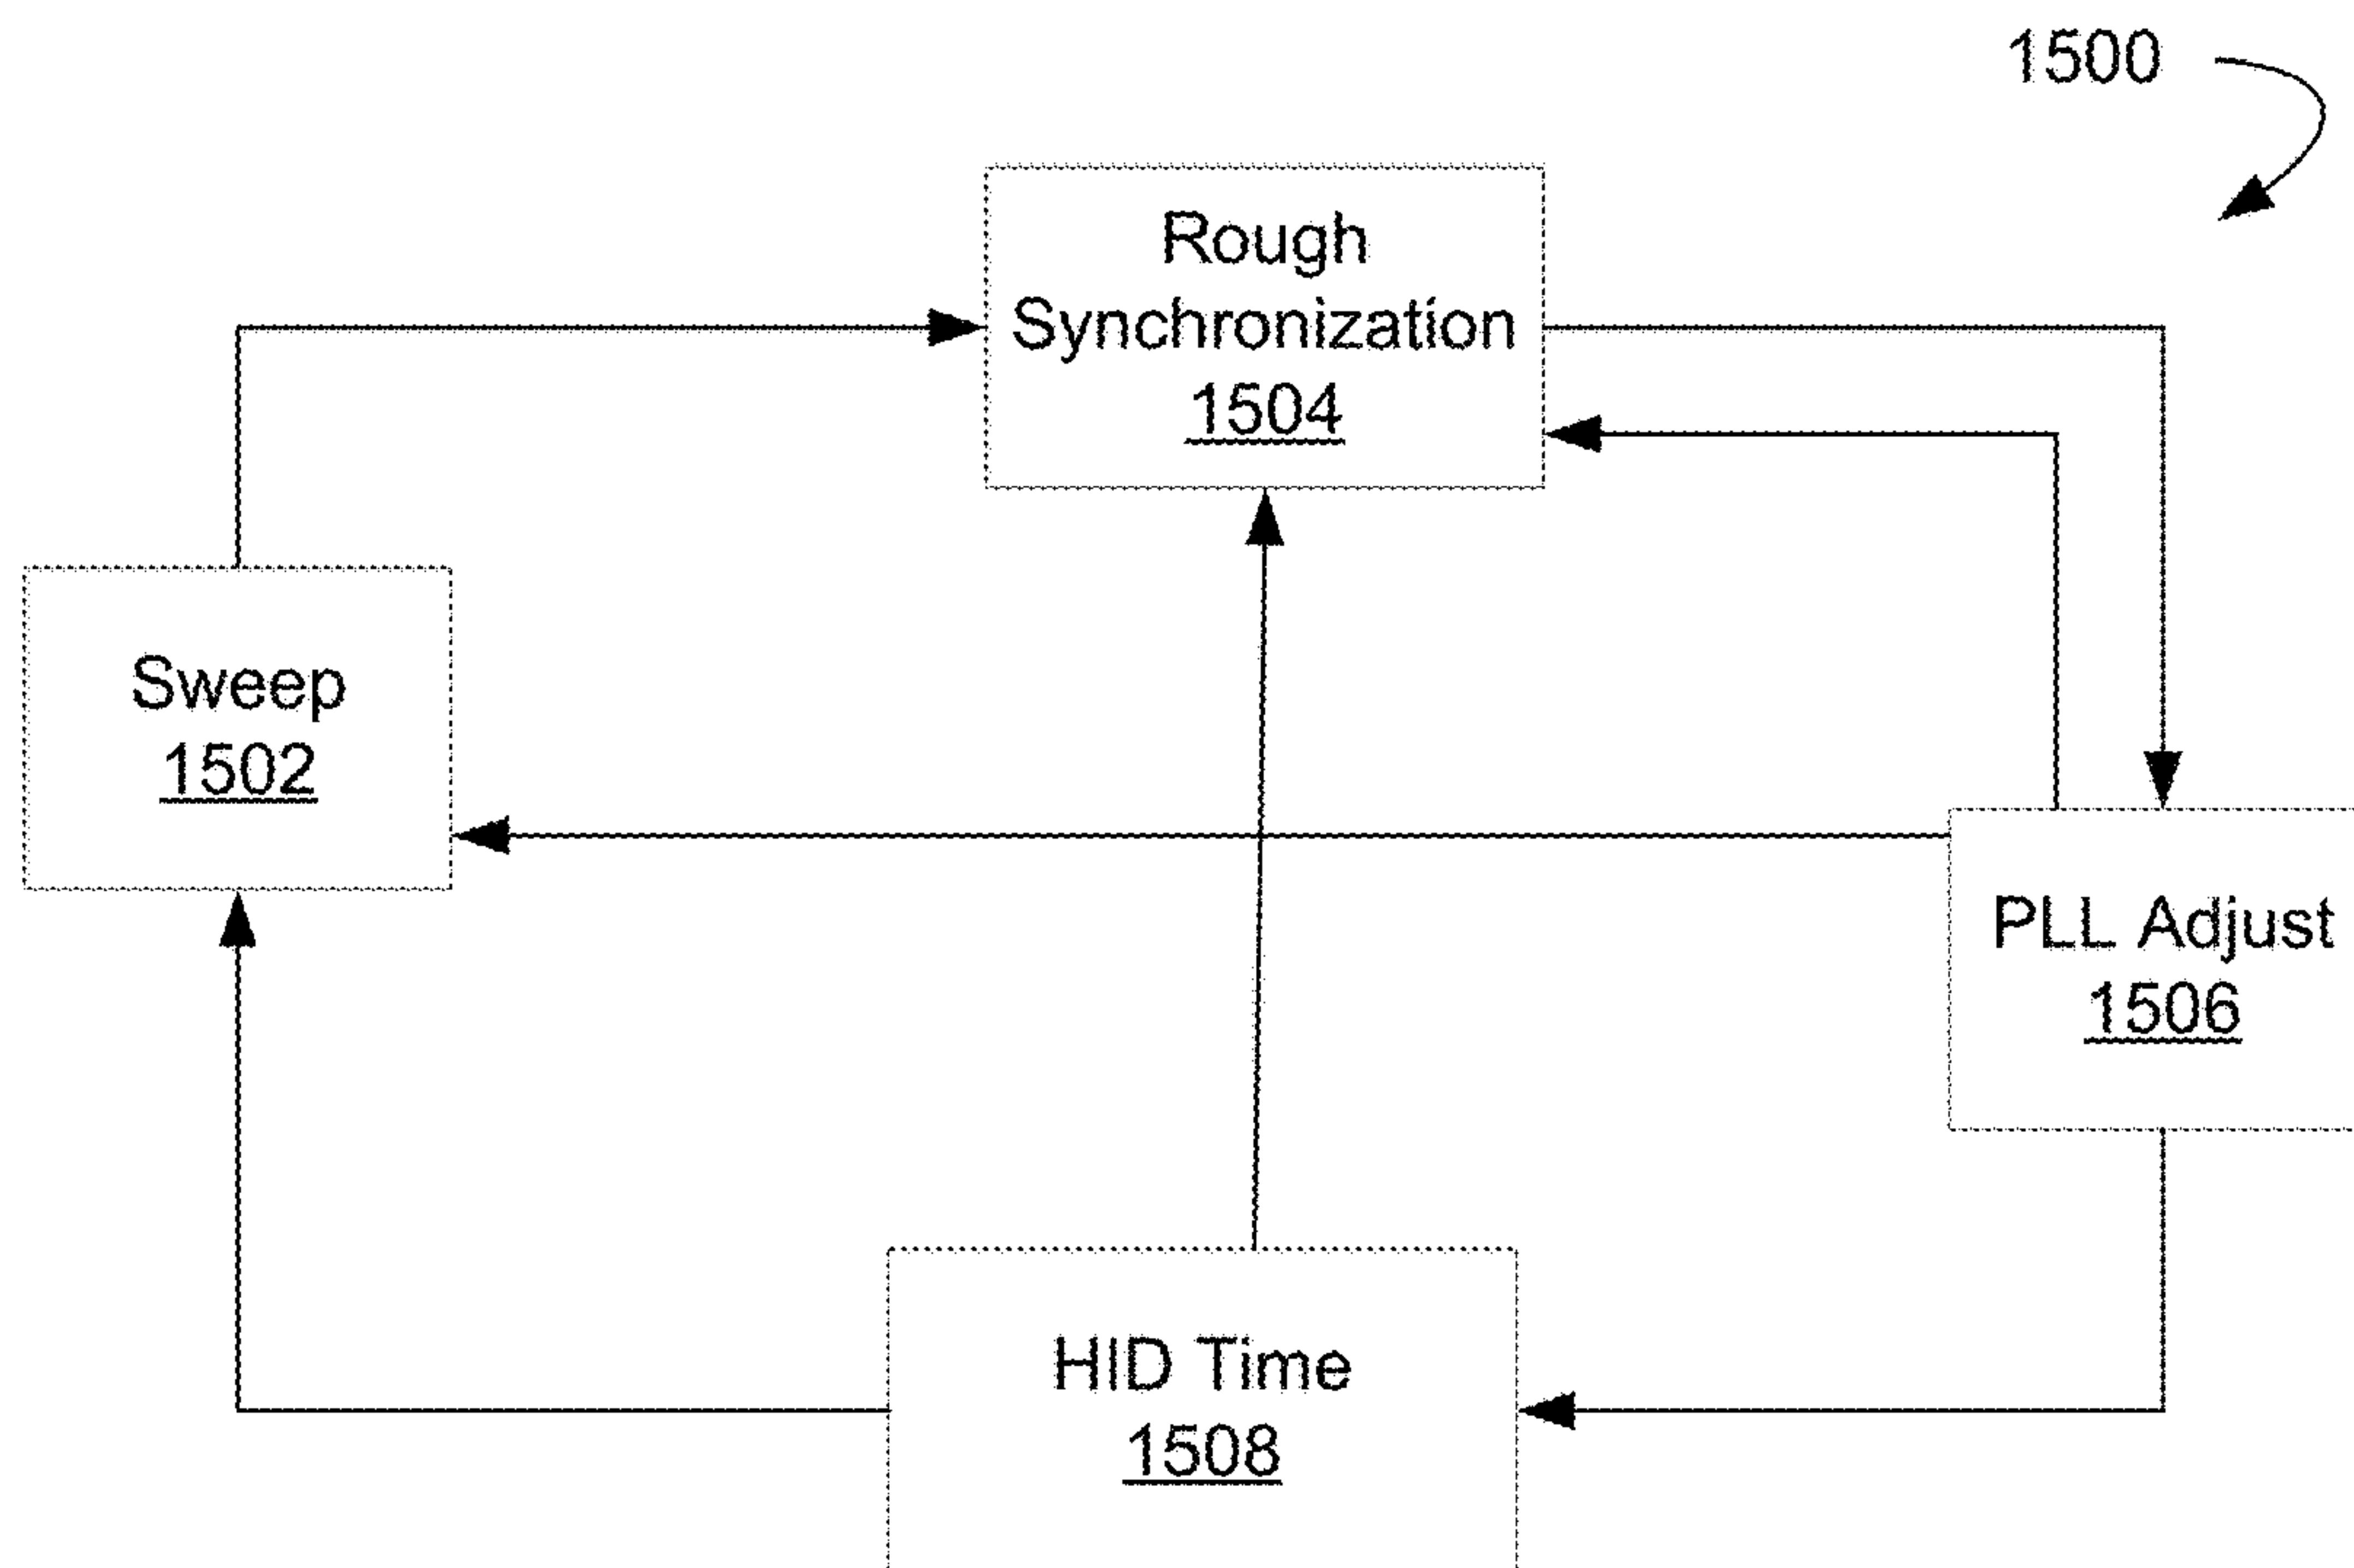 1500
Rough
Synchronization
1504
Sweep
1502
PLL Adjust
1506
HID Time
1508